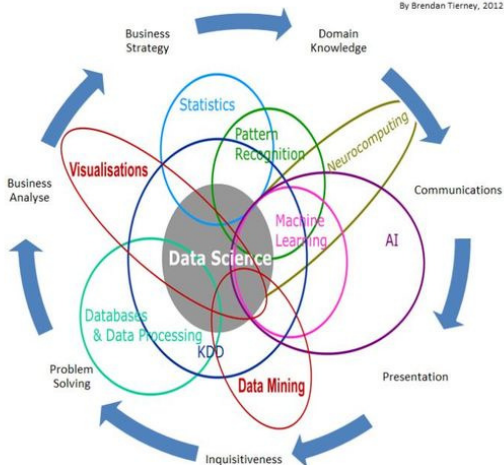 By Brendan Tierney, 2012
Business
Strategy
Domain
Knowledge
Statistics
Pattern
Recognition
Neurocomputing
Visualisations
Business
Analyse
Communications
Machine
Learning
AI
Data Science
Databases
& Data Processing
KDD
Problem
Solving
Data Mining
Presentation
Inquisitiveness